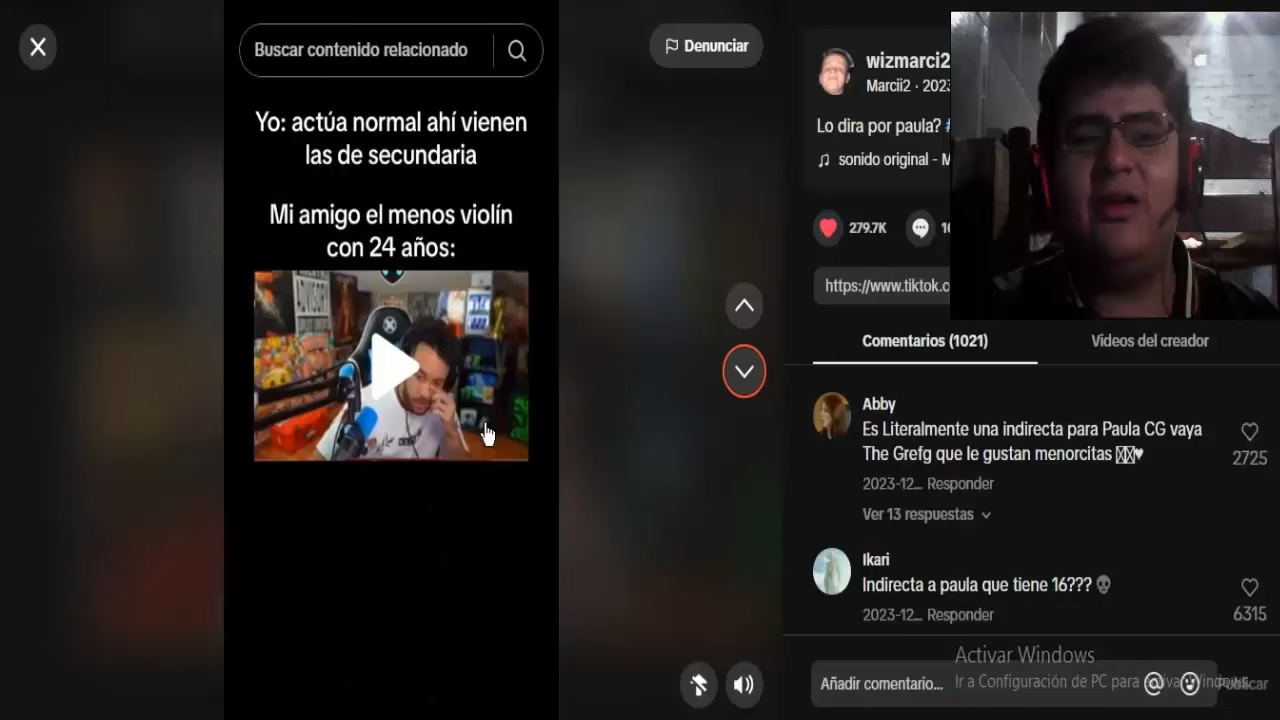 Buscar contenido relacionado
Denunciar
Yo: actúa normal ahí vienen
las de secundaria
Mi amigo el menos violín
con 24 años:
wizmarci2
Marcii2 · 2023
Lo dira por paula? #
sonido original - M
279.7K
https://www.tiktok.c
Comentarios (1021)
Videos del creador
Abby
Es Literalmente una indirecta para Paula CG vaya
The Grefg que le gustan menorcitas
2725
2023-12... Responder
Ver 13 respuestas
Ikari
Indirecta a paula que tiene 16???
2023-12... Responder
6315
Activar Windows
Ir a Configuración de PC para activar Windows.
Añadir comentario...
Publicar